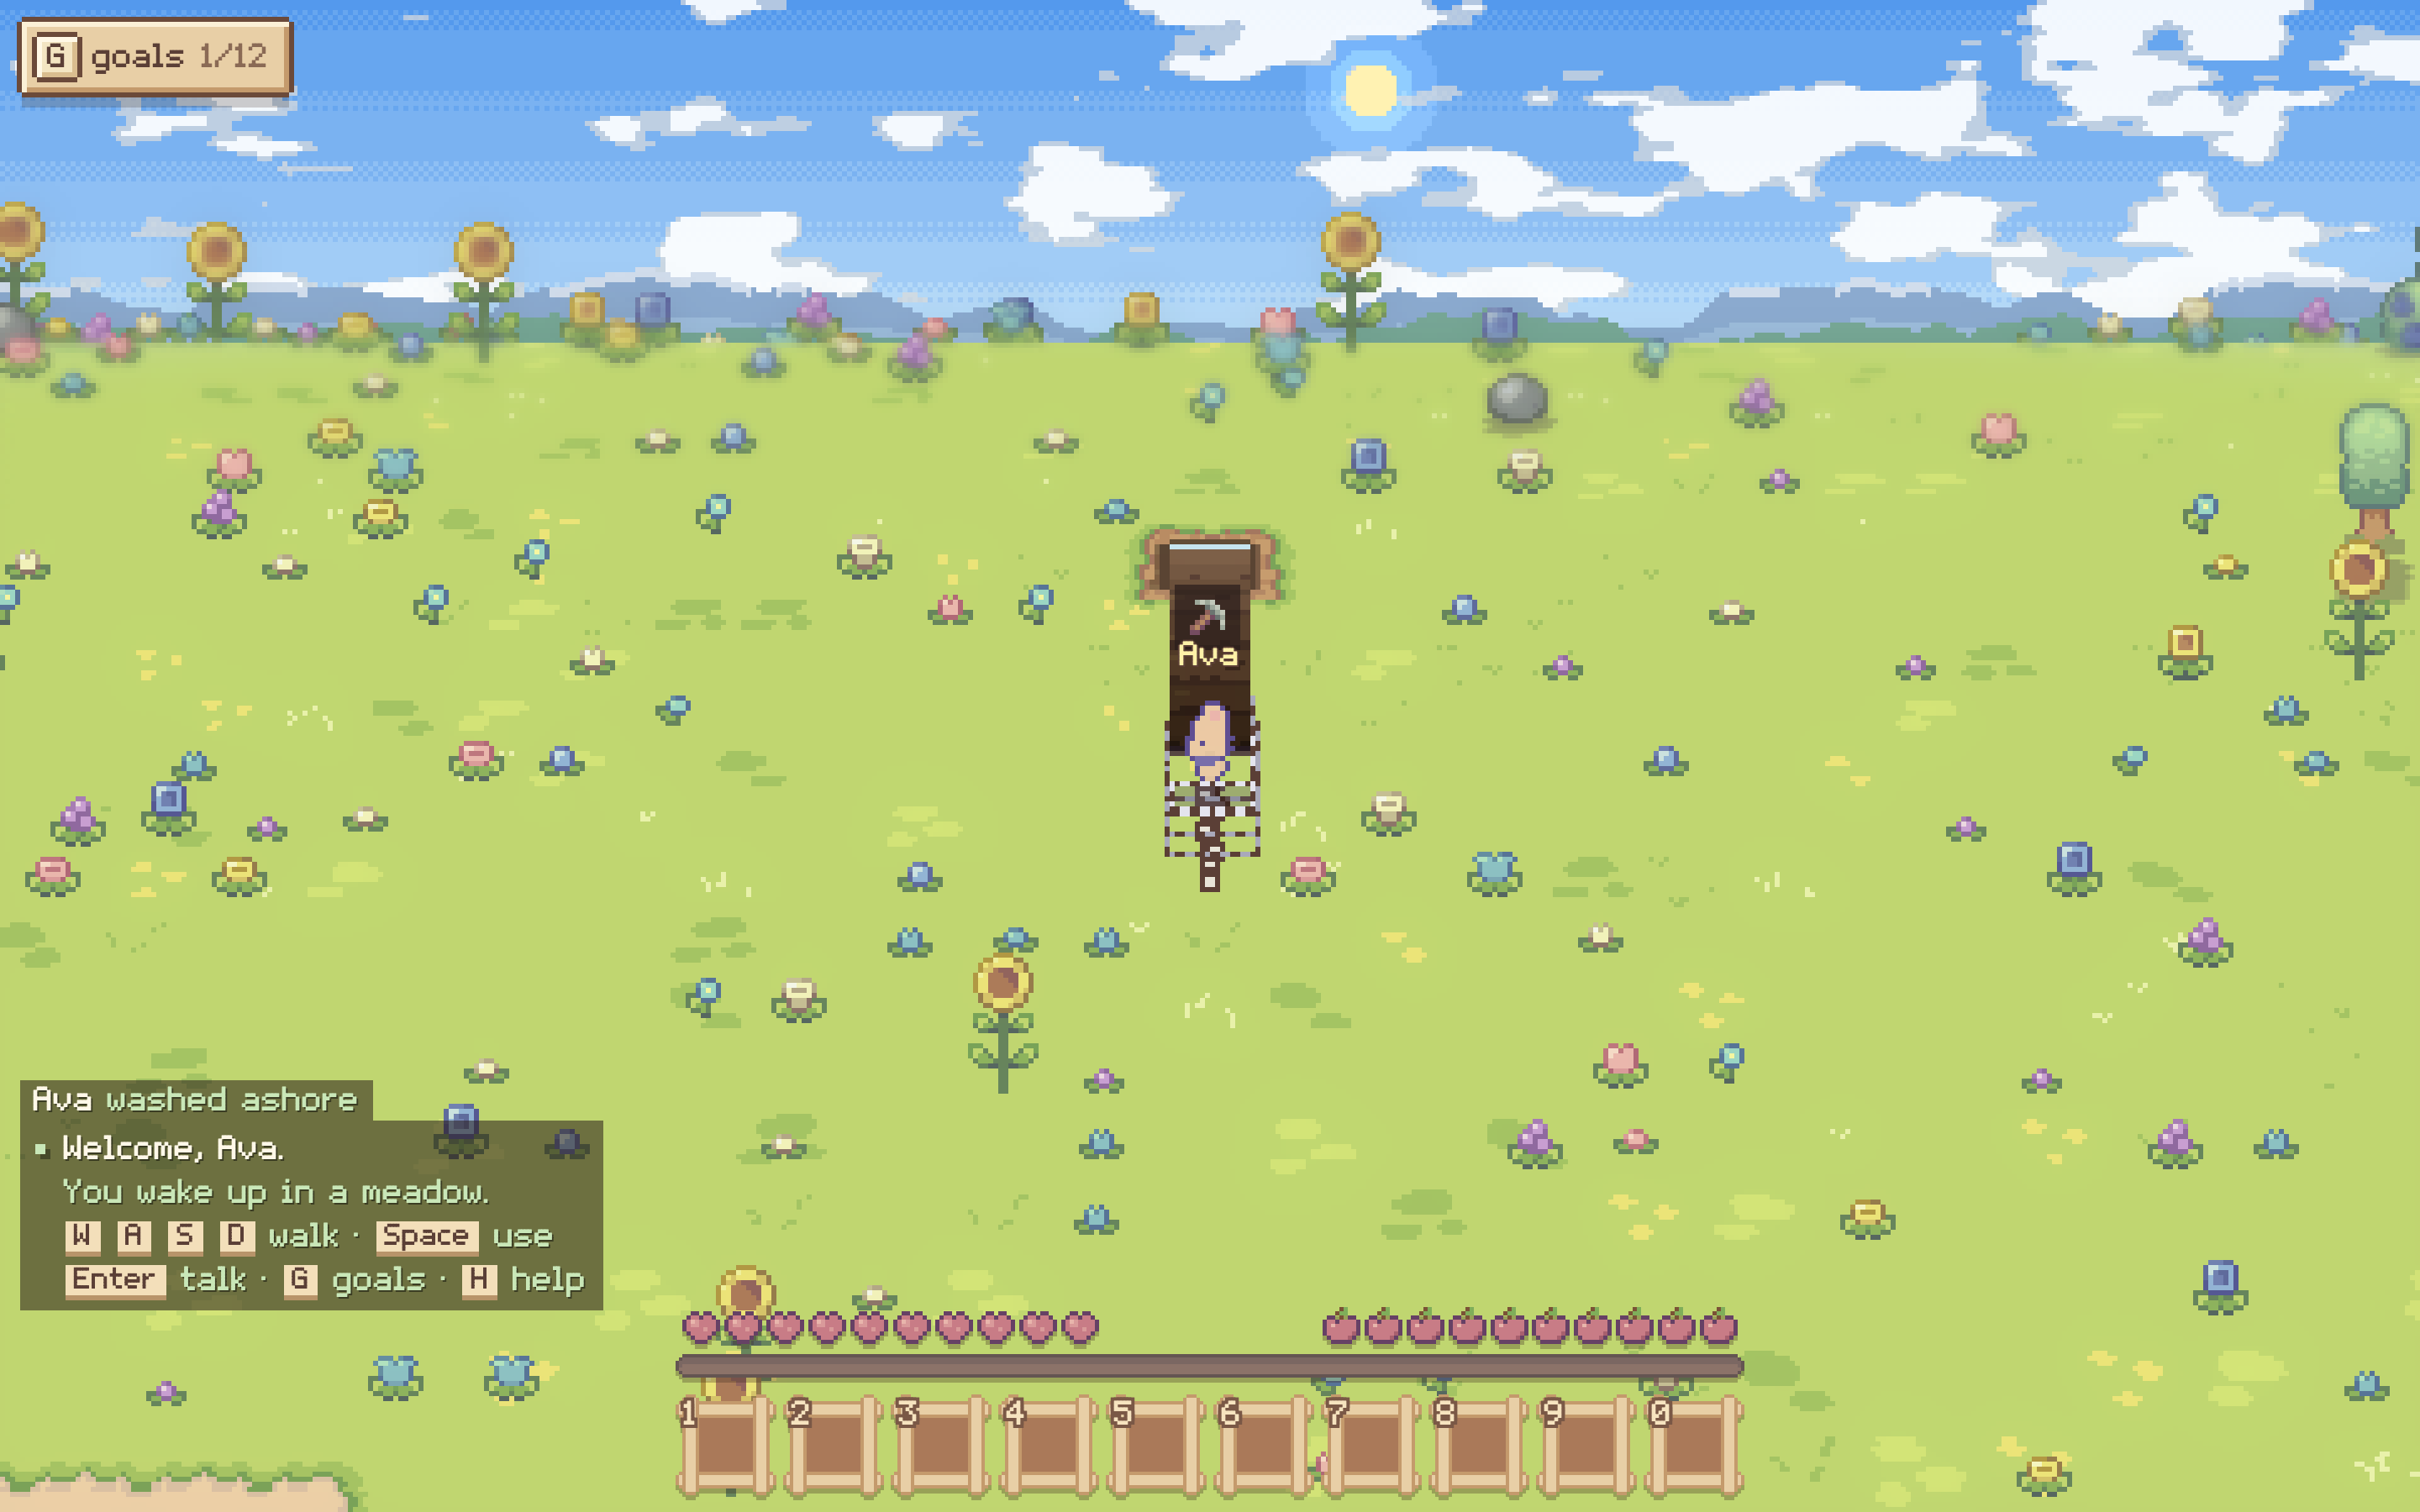 G goals 1/12
Ava
Ava washed ashore
Welcome, Ava.
You wake up in a meadow.
W A S D walk · Space use
Enter talk · G goals · H help
1 2 3 4 5 6 7 8 9 0